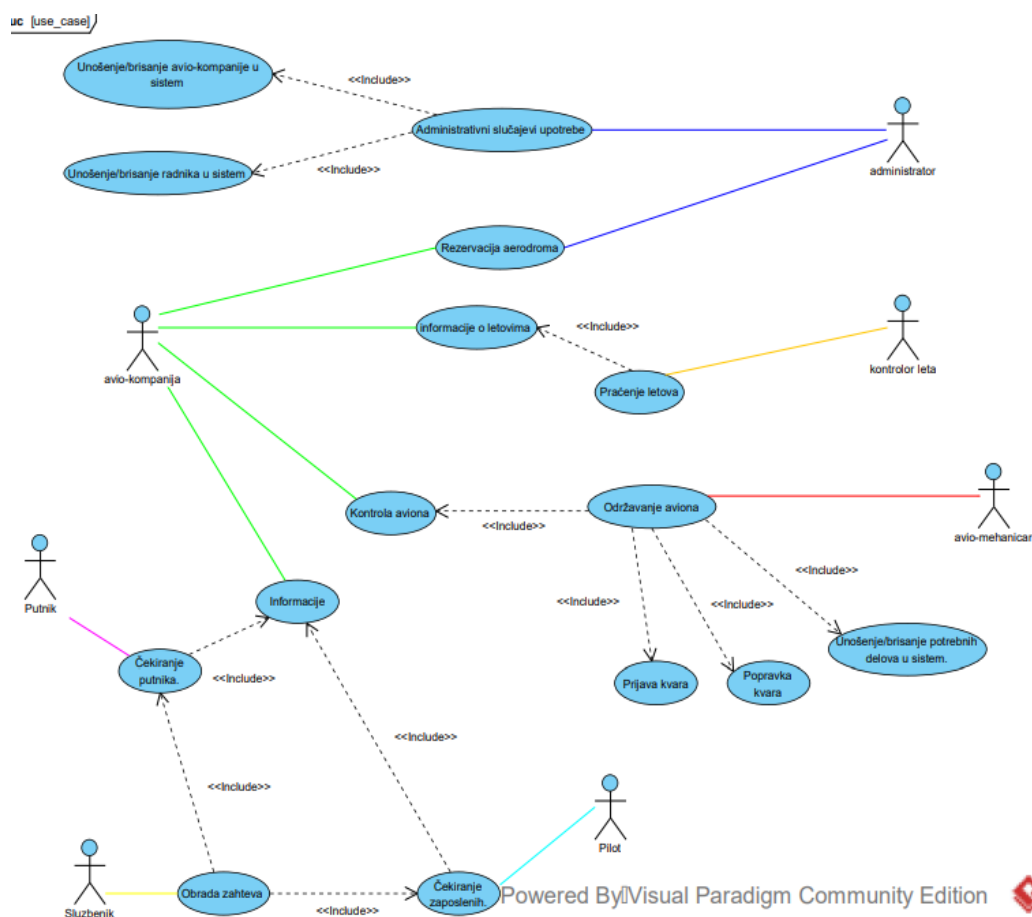 uc [use_case]
Unošenje/brisanje avio-kompanije u
sistem
<<Include>>
Administrativni slučajevi upotrebe
<<Include>>
Unošenje/brisanje radnika u sistem
administrator
Rezervacija aerodroma
informacije o letovima
<<Include>>
avio-kompanija
kontrolor leta
Praćenje letova
Kontrola aviona
<<Include>>
Održavanje aviona
avio-mehanicar
<<Include>>
<<Include>>
<<Include>>
Putnik
Informacije
Unošenje/brisanje potrebnih
delova u sistem.
Čekiranje
putnika.
<<Include>>
Prijava kvara
Popravka
kvara
<<Include>>
<<Include>>
Pilot
Sluzbenik
Obrada zahteva
<<Include>>
Čekiranje
zaposlenih.
Powered By Visual Paradigm Community Edition